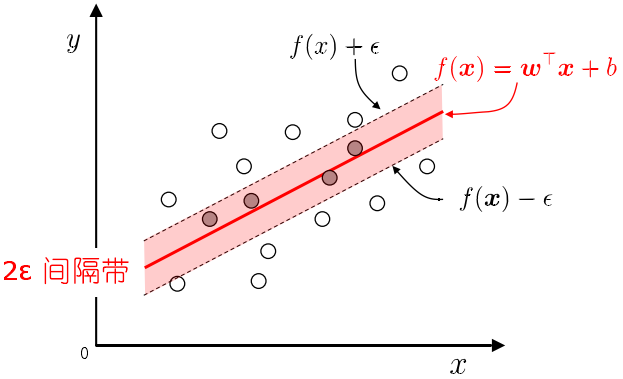 y
f(x) + ϵ
f(x) = w⊤x + b
f(x) − ϵ
2ε 间隔带
0
x